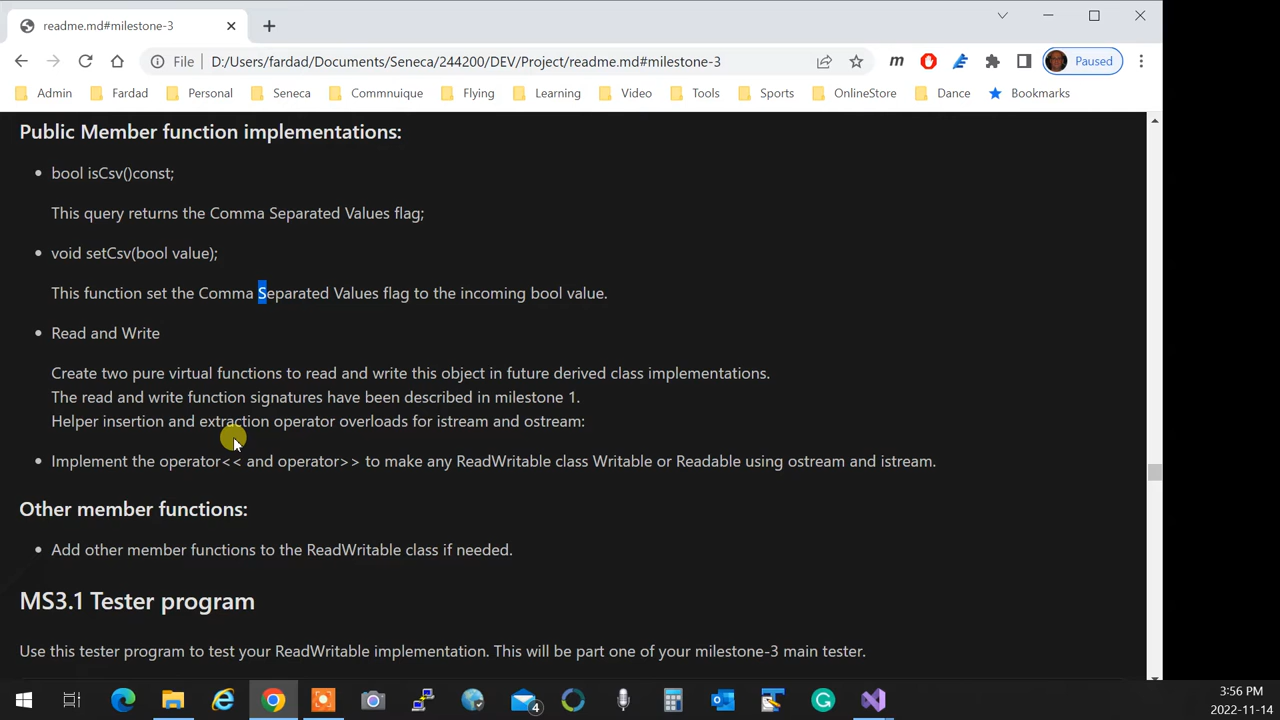 readme.md#milestone-3
File
D:/Users/fardad/Documents/Seneca/244200/DEV/Project/readme.md#milestone-3
m
Paused
Admin
Fardad
Personal
Seneca
Commnuique
Flying
Learning
Video
Tools
Sports
OnlineStore
Dance
Bookmarks
Public Member function implementations:
bool isCsv()const;
This query returns the Comma Separated Values flag;
void setCsv(bool value);
This function set the Comma Separated Values flag to the incoming bool value.
Read and Write
Create two pure virtual functions to read and write this object in future derived class implementations.
The read and write function signatures have been described in milestone 1.
Helper insertion and extraction operator overloads for istream and ostream:
Implement the operator<< and operator>> to make any ReadWritable class Writable or Readable using ostream and istream.
Other member functions:
Add other member functions to the ReadWritable class if needed.
MS3.1 Tester program
Use this tester program to test your ReadWritable implementation. This will be part one of your milestone-3 main tester.
4
3:56 PM
2022-11-14